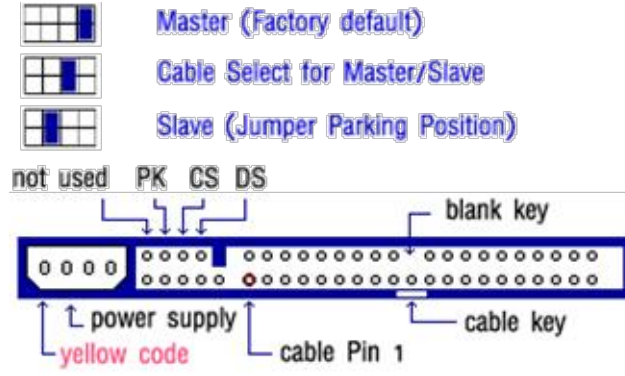 Master (Factory default)
Cable Select for Master/Slave
Slave (Jumper Parking Position)
not used PK CS DS
blank key
power supply
cable key
yellow code
cable Pin 1